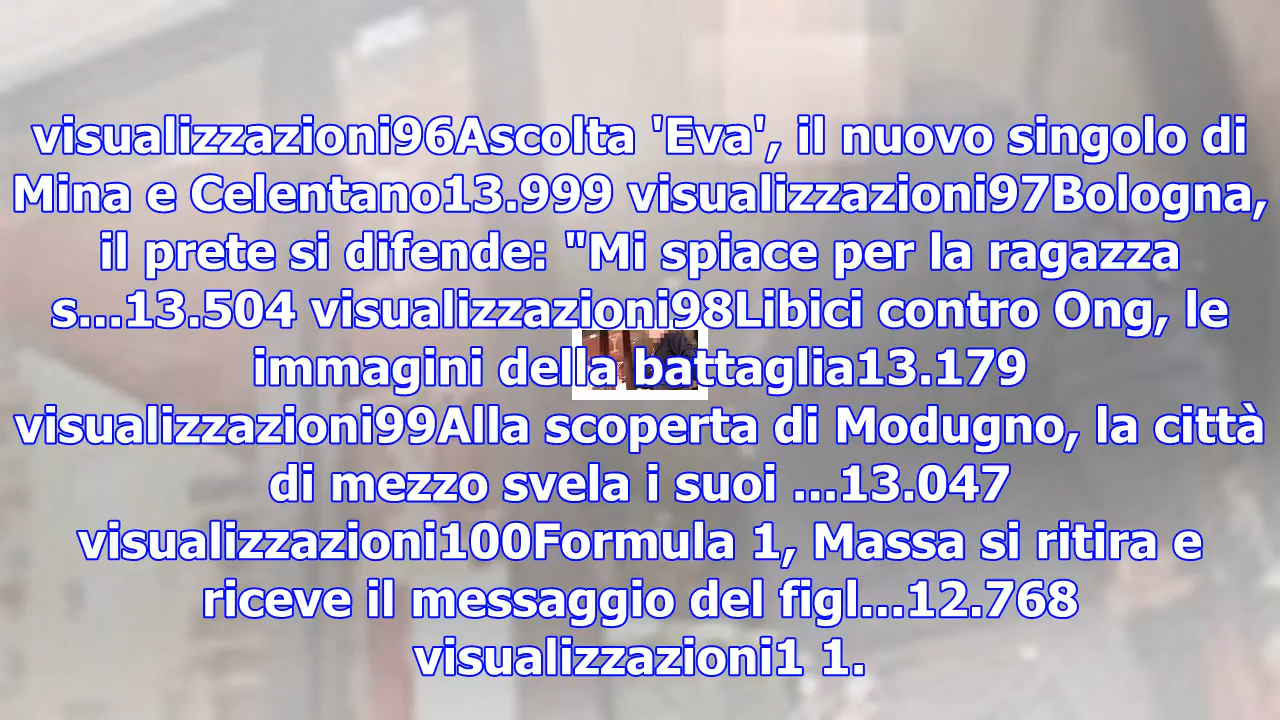 visualizzazioni96Ascolta 'Eva', il nuovo singolo di
Mina e Celentano13.999 visualizzazioni97Bologna,
il prete si difende: "Mi spiace per la ragazza
s...13.504 visualizzazioni98Libici contro Ong, le
immagini della battaglia13.179
visualizzazioni99Alla scoperta di Modugno, la città
di mezzo svela i suoi ...13.047
visualizzazioni100Formula 1, Massa si ritira e
riceve il messaggio del figl...12.768
visualizzazioni1 1.